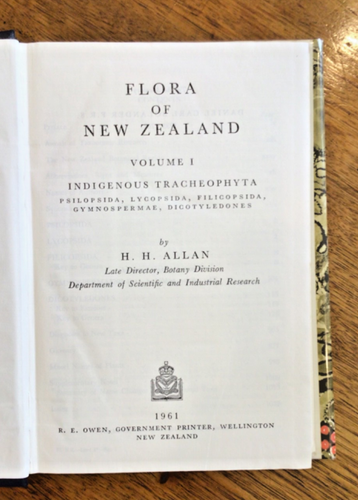 FLORA
OF
NEW ZEALAND
VOLUME I
INDIGENOUS TRACHEOPHYTA
PSILOPSIDA, LYCOPSIDA, FILICOPSIDA,
GYMNOSPERMAE, DICOTYLEDONES
by
H. H. ALLAN
Late Director, Botany Division
Department of Scientific and Industrial Research
1961
R. E. OWEN, GOVERNMENT PRINTER, WELLINGTON
NEW ZEALAND